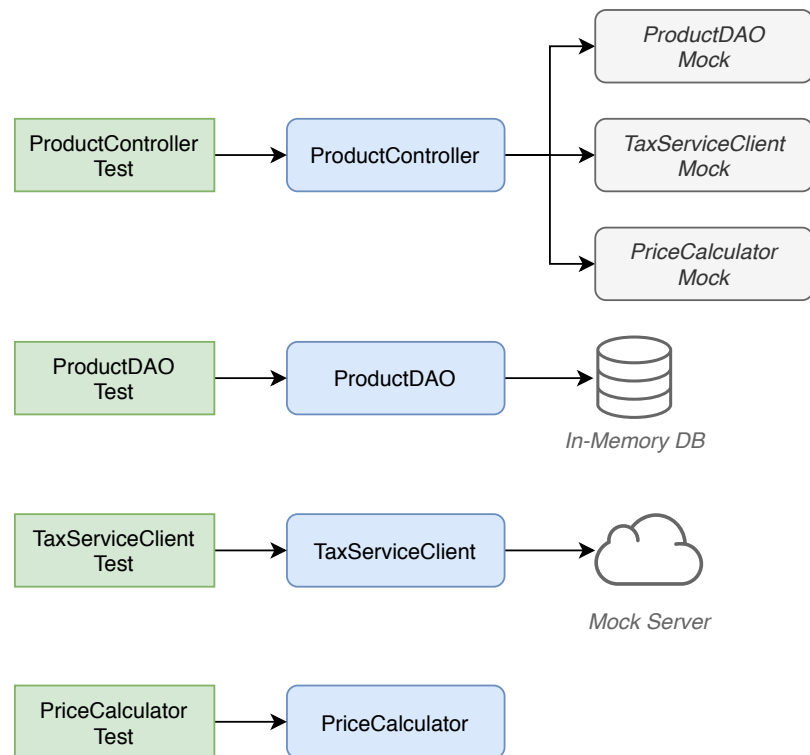 ProductDAO
Mock
ProductController
Test
ProductController
TaxServiceClient
Mock
PriceCalculator
Mock
ProductDAO
Test
ProductDAO
In-Memory DB
TaxServiceClient
Test
TaxServiceClient
Mock Server
PriceCalculator
Test
PriceCalculator